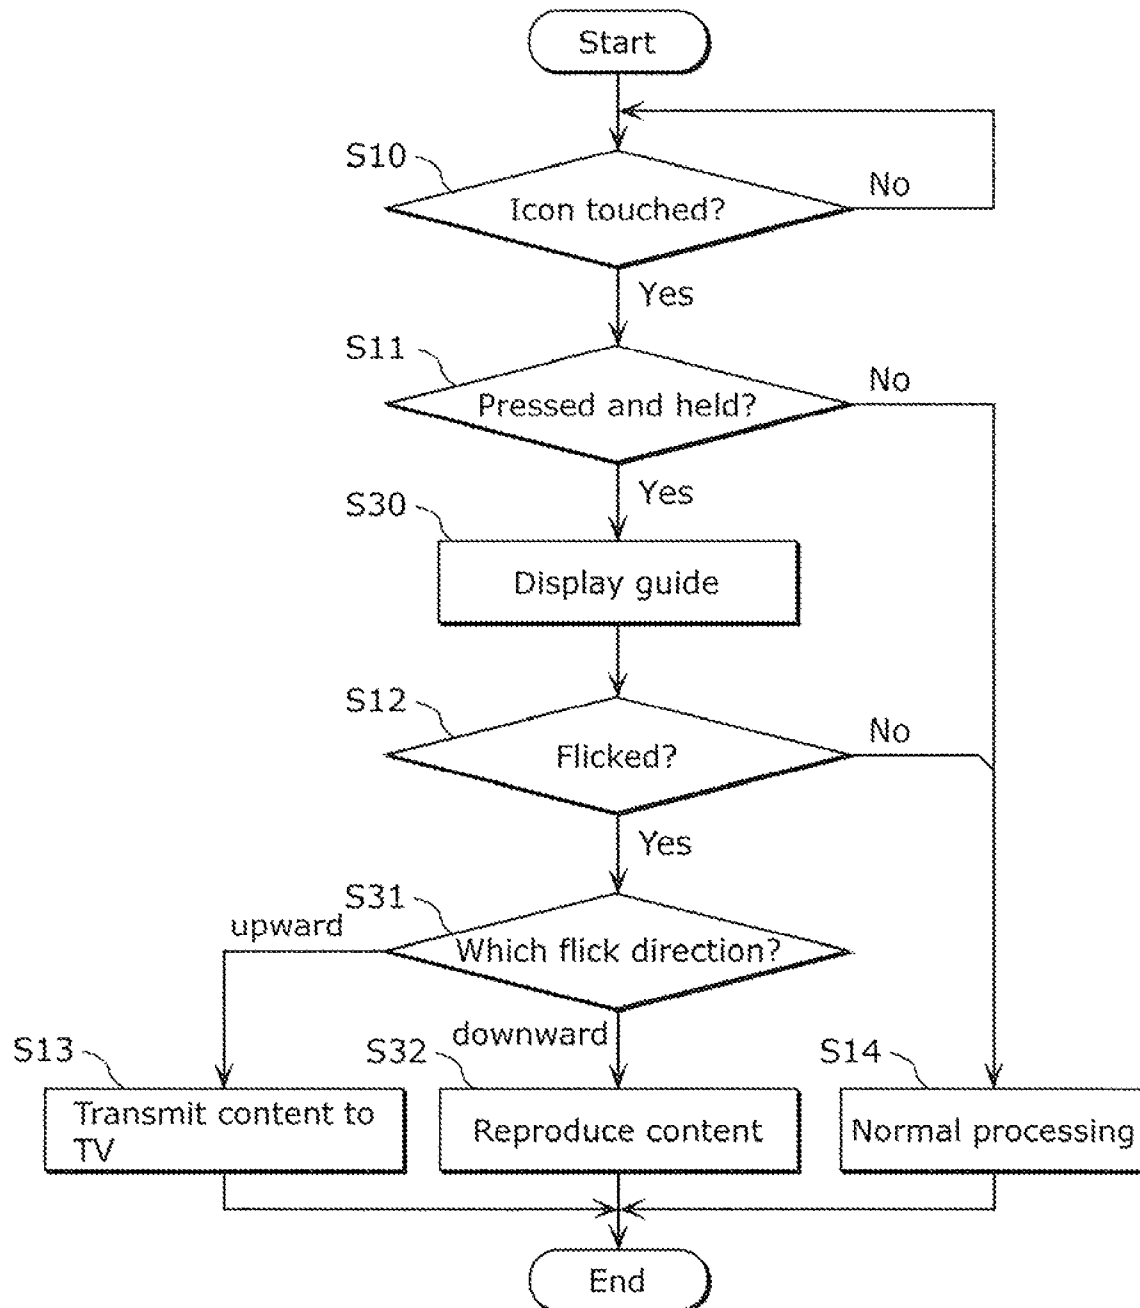 Start
S10
No
Icon touched?
Yes
S11
No
Pressed and held?
Yes
S30
Display guide
S12
No
Flicked?
Yes
S31
upward
Which flick direction?
downward
S13
S32
S14
Transmit content to
TV
Reproduce content
Normal processing
End